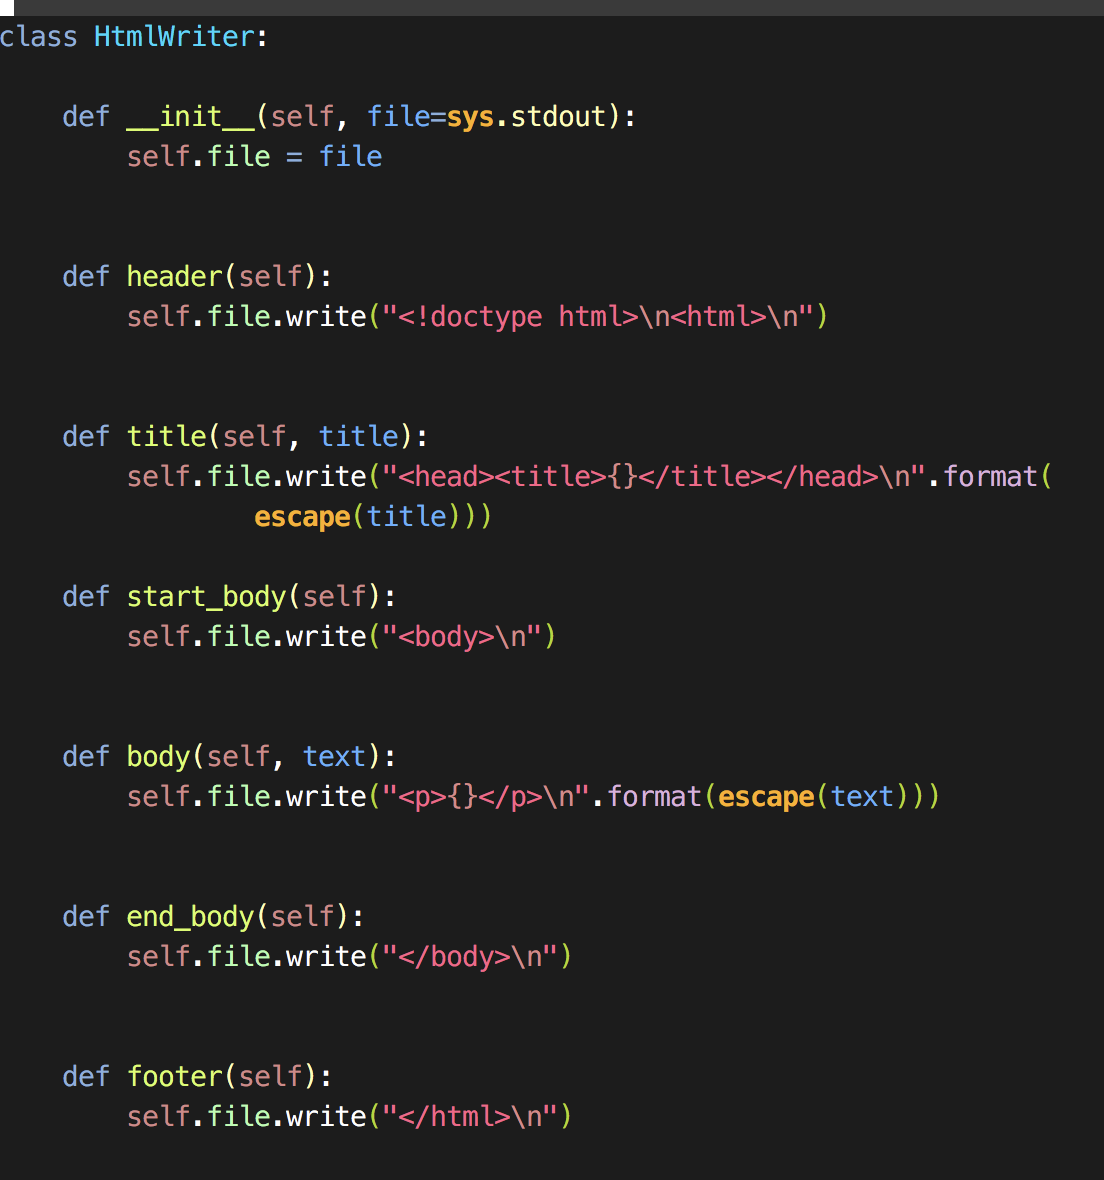 class HtmlWriter:
    def __init__(self, file=sys.stdout):
        self.file = file
    def header(self):
        self.file.write("<!doctype html>\n<html>\n")
    def title(self, title):
        self.file.write("<head><title>{}</title></head>\n".format(
                escape(title)))
    def start_body(self):
        self.file.write("<body>\n")
    def body(self, text):
        self.file.write("<p>{}</p>\n".format(escape(text)))
    def end_body(self):
        self.file.write("</body>\n")
    def footer(self):
        self.file.write("</html>\n")